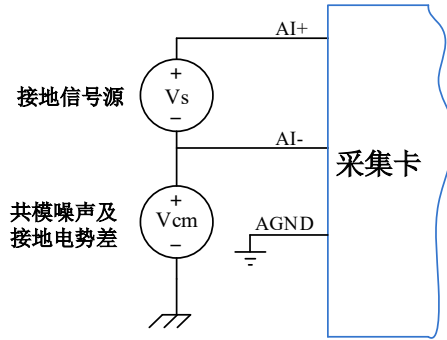 AI+
+
接地信号源
Vs
−
AI-
采集卡
+
共模噪声及
Vcm
AGND
接地电势差
−